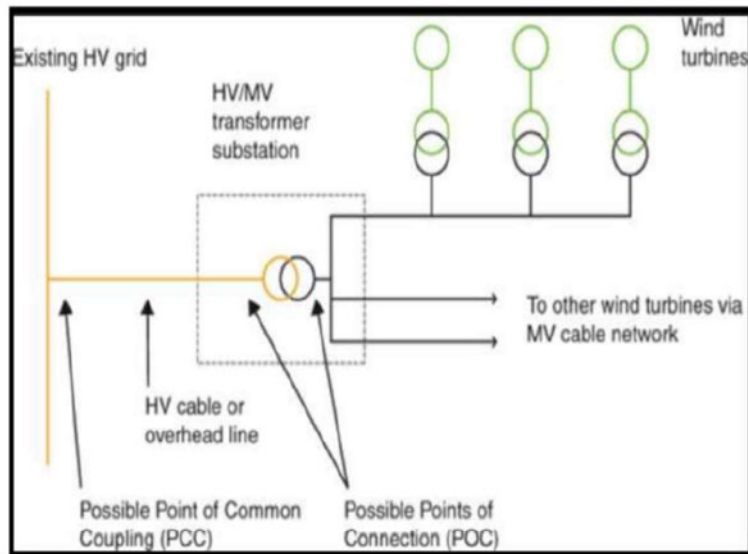 Existing HV grid
Wind
turbines
HV/MV
transformer
substation
To other wind turbines via
MV cable network
HV cable or
overhead line
Possible Point of Common
Coupling (PCC)
Possible Points of
Connection (POC)